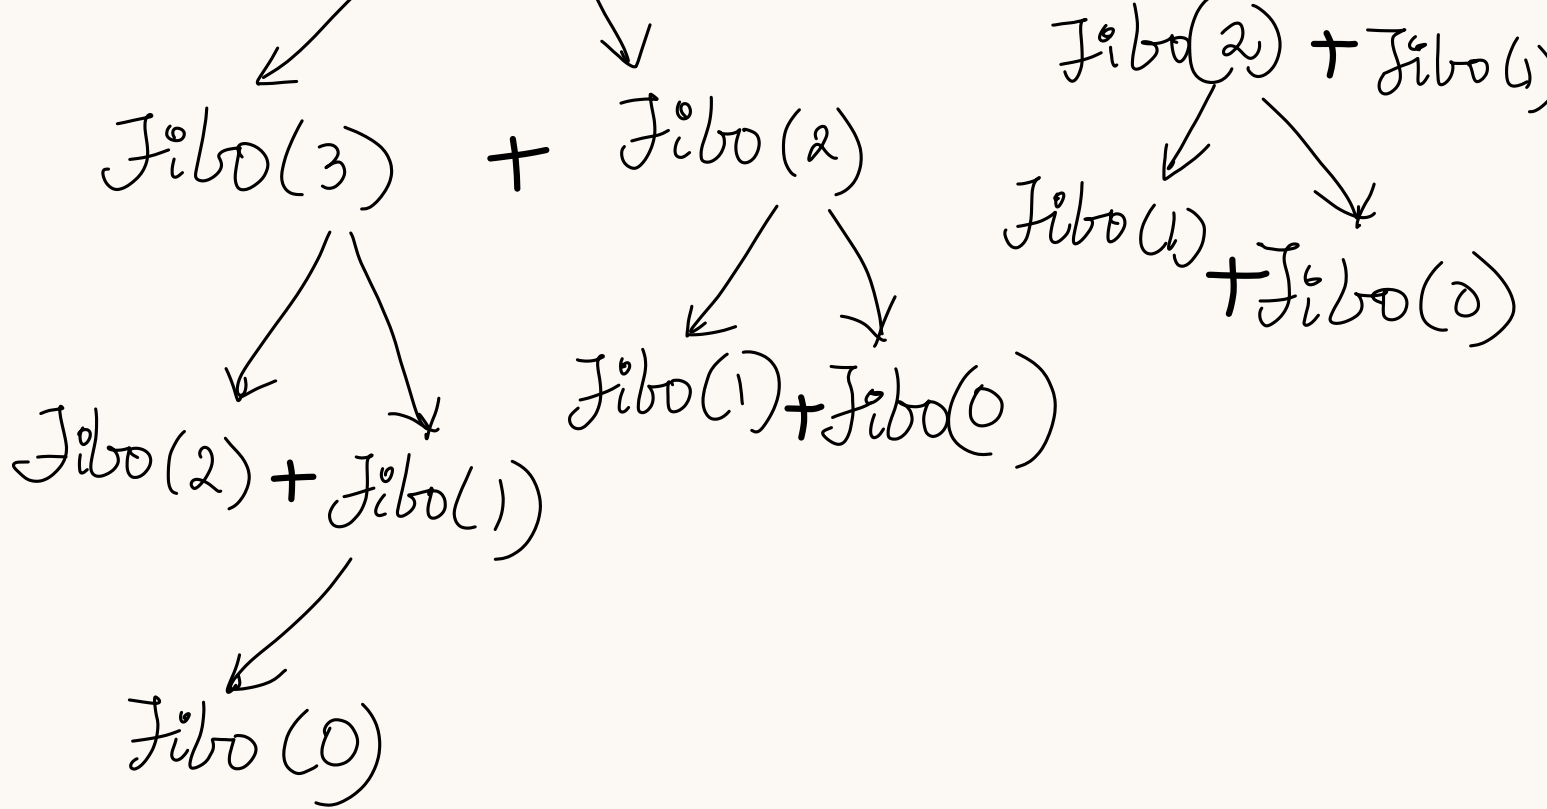 Fibo(2) + Fibo(1)
Fibo(3) + Fibo(2)
Fibo(1) + Fibo(0)
Fibo(1) + Fibo(0)
Fibo(2) + Fibo(1)
Fibo(0)